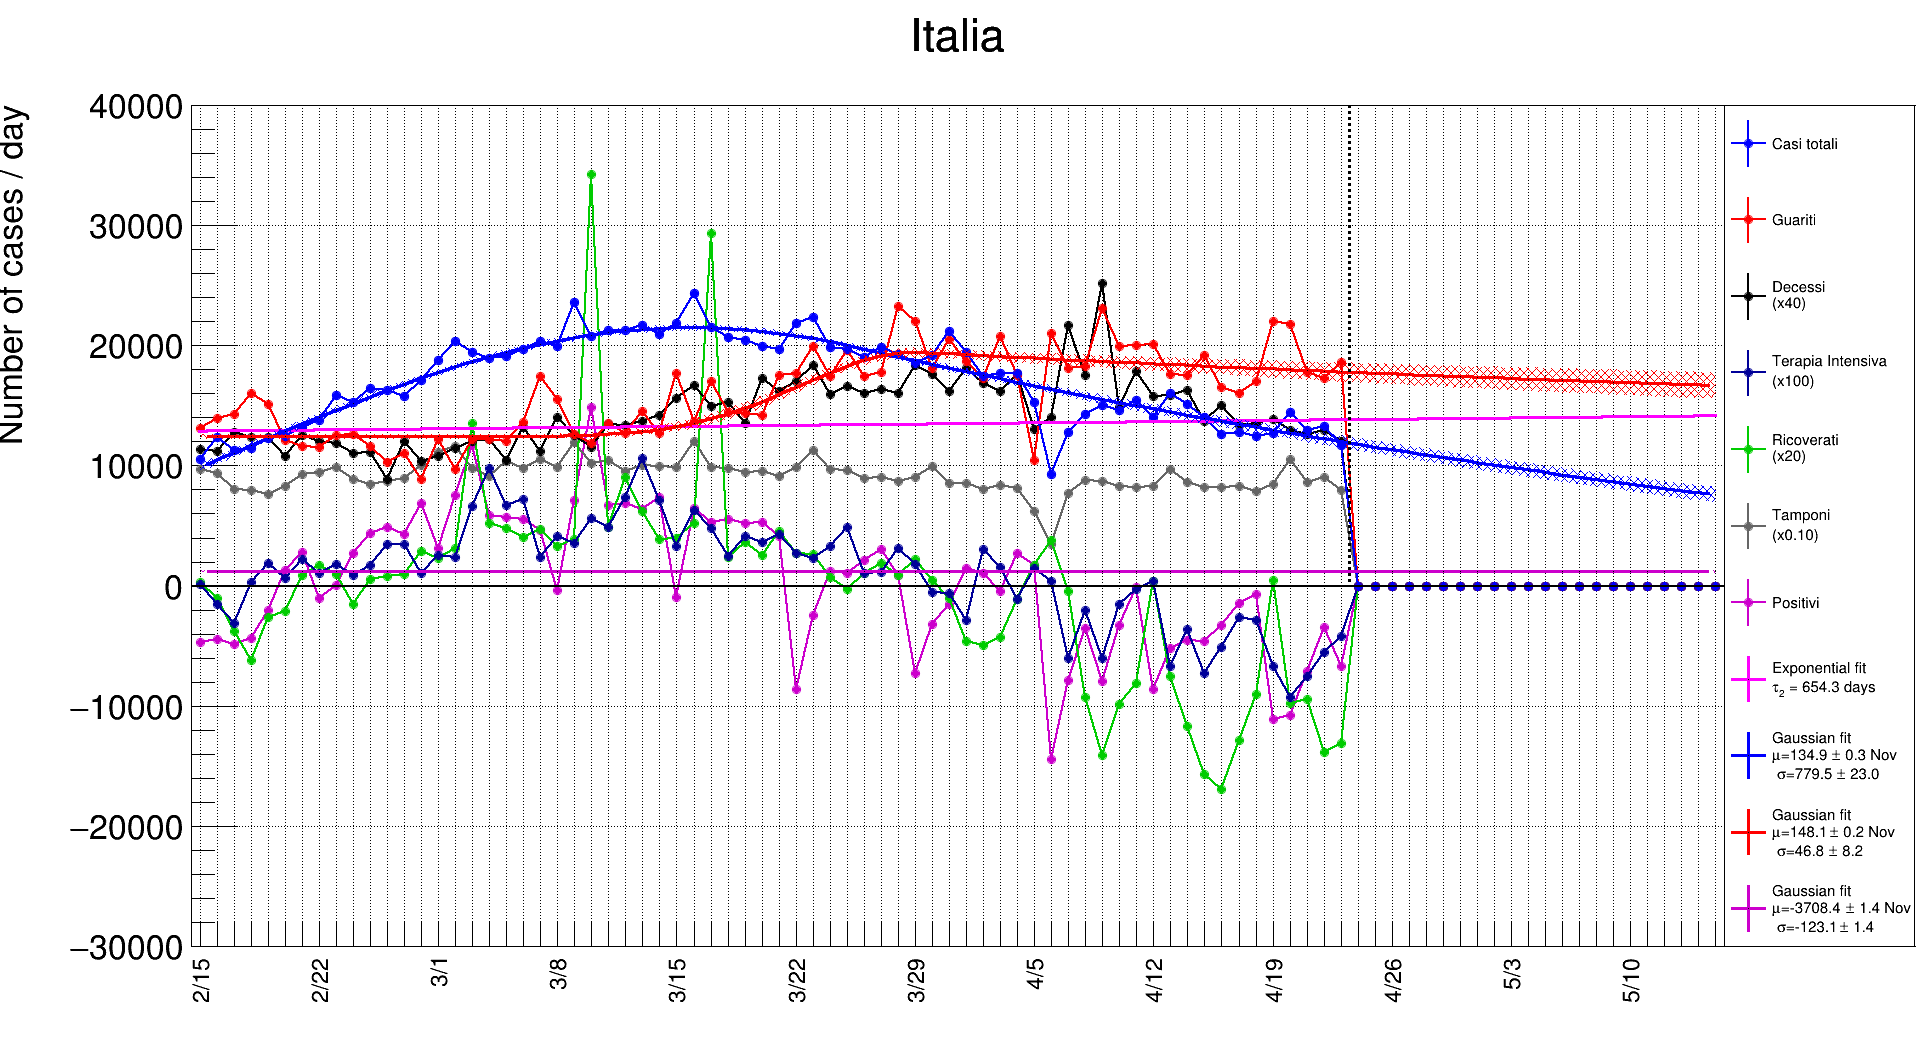 Italia
Number of cases / day
40000
30000
20000
10000
0
−10000
−20000
−30000
2/15
2/22
3/1
3/8
3/15
3/22
3/29
4/5
4/12
4/19
4/26
5/3
5/10
Casi totali
Guariti
Decessi
(x40)
Terapia Intensiva
(x100)
Ricoverati
(x20)
Tamponi
(x0.10)
Positivi
Exponential fit
τ2 = 654.3 days
Gaussian fit
μ=134.9 ± 0.3 Nov
σ=779.5 ± 23.0
Gaussian fit
μ=148.1 ± 0.2 Nov
σ=46.8 ± 8.2
Gaussian fit
μ=-3708.4 ± 1.4 Nov
σ=-123.1 ± 1.4